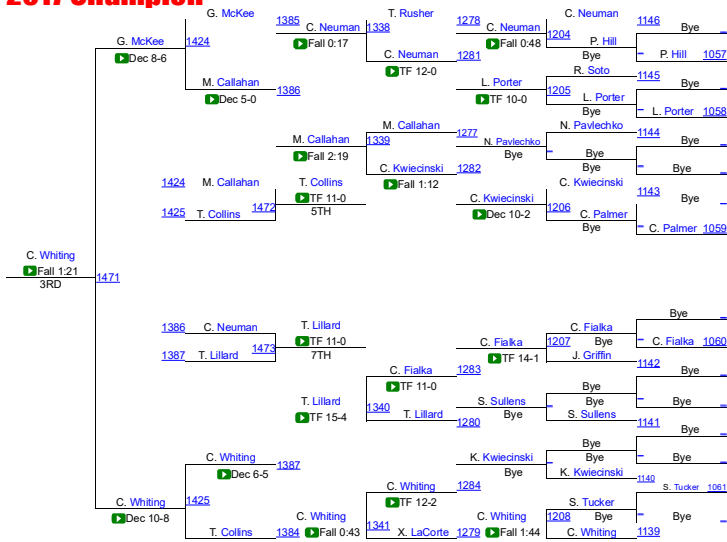 2017 Champion
G. McKee 1385 C. Neuman 1338 T. Rusher 1278 C. Neuman C. Neuman 1146 Bye
Fall 0:17 Fall 0:48 1204 P. Hill
G. McKee 1424 C. Neuman 1281 Bye P. Hill 1057
Dec 8-6 TF 12-0 R. Soto 1145 Bye
M. Callahan 1386 L. Porter 1205 L. Porter
Dec 5-0 TF 10-0 Bye L. Porter 1058
M. Callahan 1277 N. Pavlechko 1144 Bye
M. Callahan 1339 N. Pavlechko Bye
Fall 2:19 Bye Bye Bye
C. Kwiecinski 1282
1424 M. Callahan T. Collins Fall 1:12 C. Kwiecinski 1143 Bye
TF 11-0 C. Kwiecinski 1206 C. Palmer
1425 T. Collins 1472 5TH Dec 10-2 Bye C. Palmer 1059
C. Whiting
Fall 1:21 1471
3RD
Bye
1386 C. Neuman T. Lillard C. Fialka
TF 11-0 C. Fialka 1207 Bye C. Fialka 1060
1387 T. Lillard 1473 7TH TF 14-1 J. Griffin 1142
C. Fialka 1283 Bye
TF 11-0 Bye
T. Lillard 1340 S. Sullens Bye
TF 15-4 T. Lillard 1280 Bye S. Sullens 1141
Bye
Bye
C. Whiting 1387 K. Kwiecinski Bye
Dec 6-5 Bye K. Kwiecinski 1140
C. Whiting 1284 S. Tucker 1061
C. Whiting 1425 TF 12-2 S. Tucker
Dec 10-8 C. Whiting 1341 C. Whiting 1208 Bye Bye
T. Collins 1384 Fall 0:43 X. LaCorte 1279 Fall 1:44 C. Whiting 1139